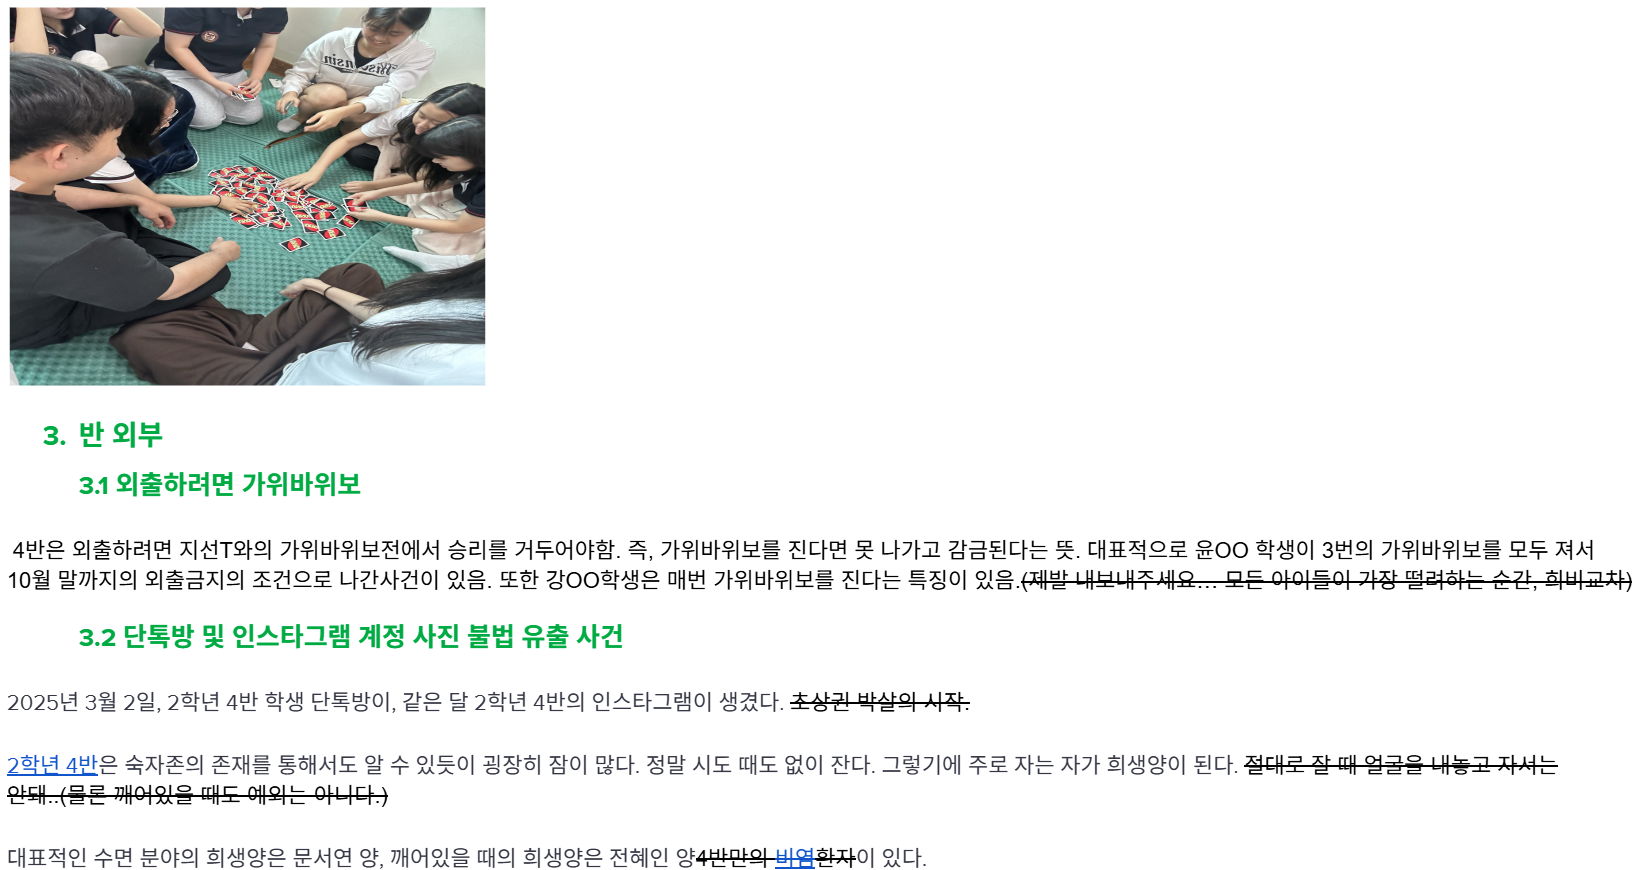 Wisconsin
3. 반 외부
3.1 외출하려면 가위바위보
4반은 외출하려면 지선T와의 가위바위보전에서 승리를 거두어야함. 즉, 가위바위보를 진다면 못 나가고 감금된다는 뜻. 대표적으로 윤OO 학생이 3번의 가위바위보를 모두 져서
10월 말까지의 외출금지의 조건으로 나간사건이 있음. 또한 강OO학생은 매번 가위바위보를 진다는 특징이 있음.(제발 내보내주세요... 모든 아이들이 가장 떨려하는 순간, 희비교차)
3.2 단톡방 및 인스타그램 계정 사진 불법 유출 사건
2025년 3월 2일, 2학년 4반 학생 단톡방이, 같은 달 2학년 4반의 인스타그램이 생겼다. 초상권 박살의 시작.
2학년 4반은 숙자존의 존재를 통해서도 알 수 있듯이 굉장히 잠이 많다. 정말 시도 때도 없이 잔다. 그렇기에 주로 자는 자가 희생양이 된다. 절대로 잘 때 얼굴을 내놓고 자서는
안돼..(물론 깨어있을 때도 예외는 아니다.)
대표적인 수면 분야의 희생양은 문서연 양, 깨어있을 때의 희생양은 전혜인 양4반만의 비염환자이 있다.